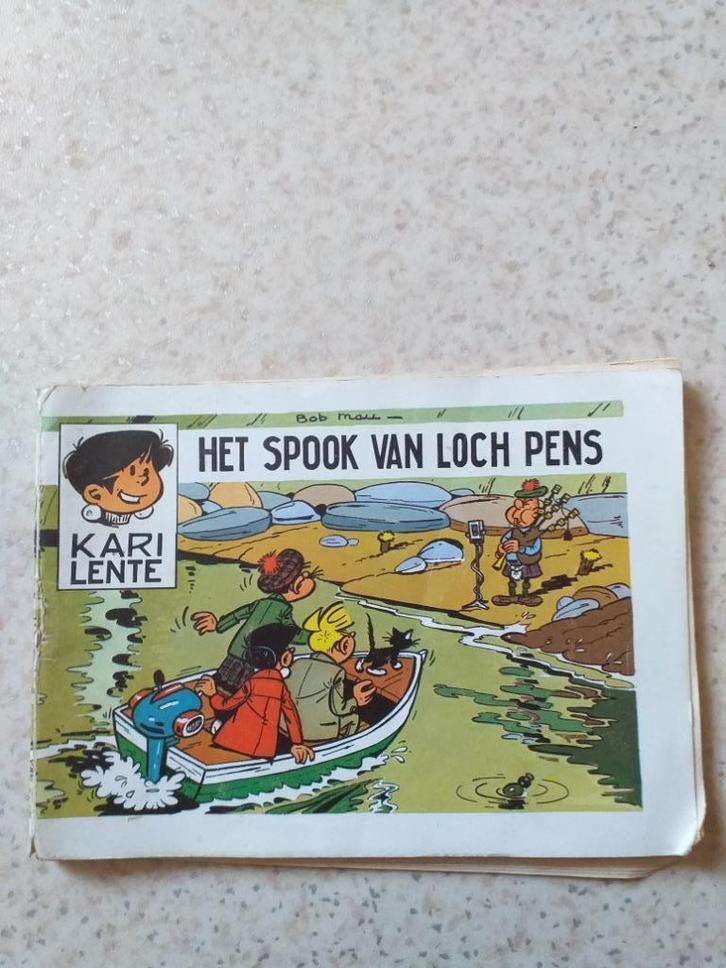 Bob Mau
HET SPOOK VAN LOCH PENS
KARI
LENTE